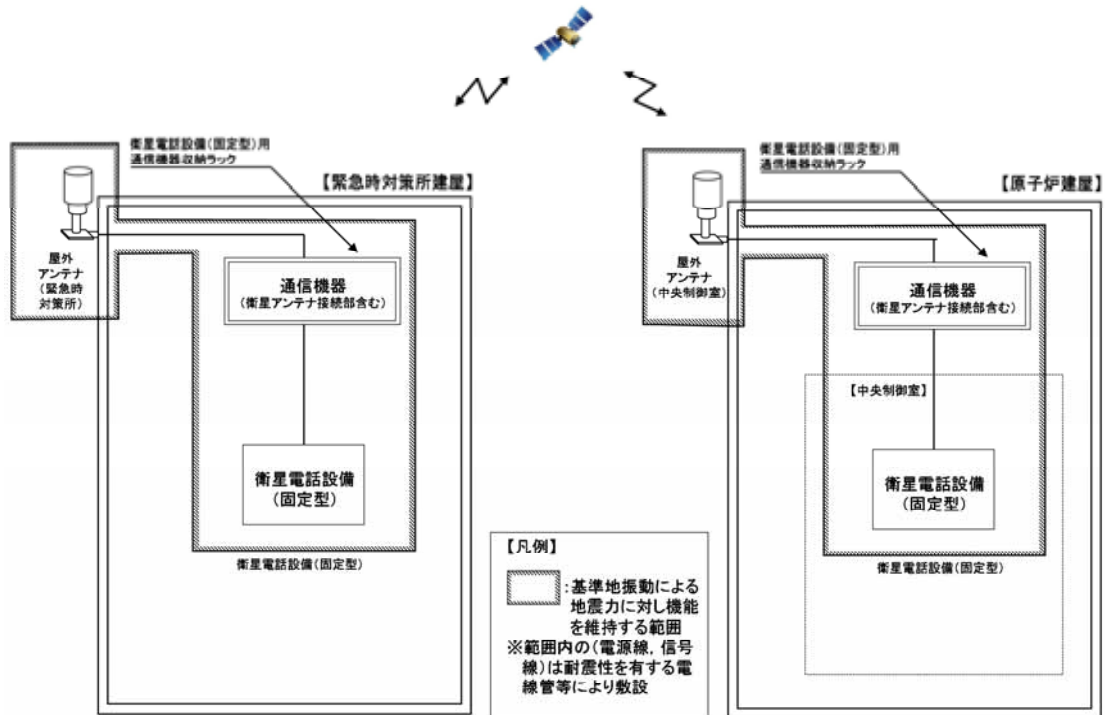 衛星電話設備(固定型)用
通信機器収納ラック
【緊急時対策所建屋】
屋外
アンテナ
(緊急時
対策所)
通信機器
(衛星アンテナ接続部含む)
衛星電話設備
(固定型)
衛星電話設備(固定型)
衛星電話設備(固定型)用
通信機器収納ラック
【原子炉建屋】
屋外
アンテナ
(中央制御室)
通信機器
(衛星アンテナ接続部含む)
【中央制御室】
衛星電話設備
(固定型)
衛星電話設備(固定型)
【凡例】
:基準地振動による
地震力に対し機能
を維持する範囲
※範囲内の(電源線, 信号
線)は耐震性を有する電
線管等により敷設